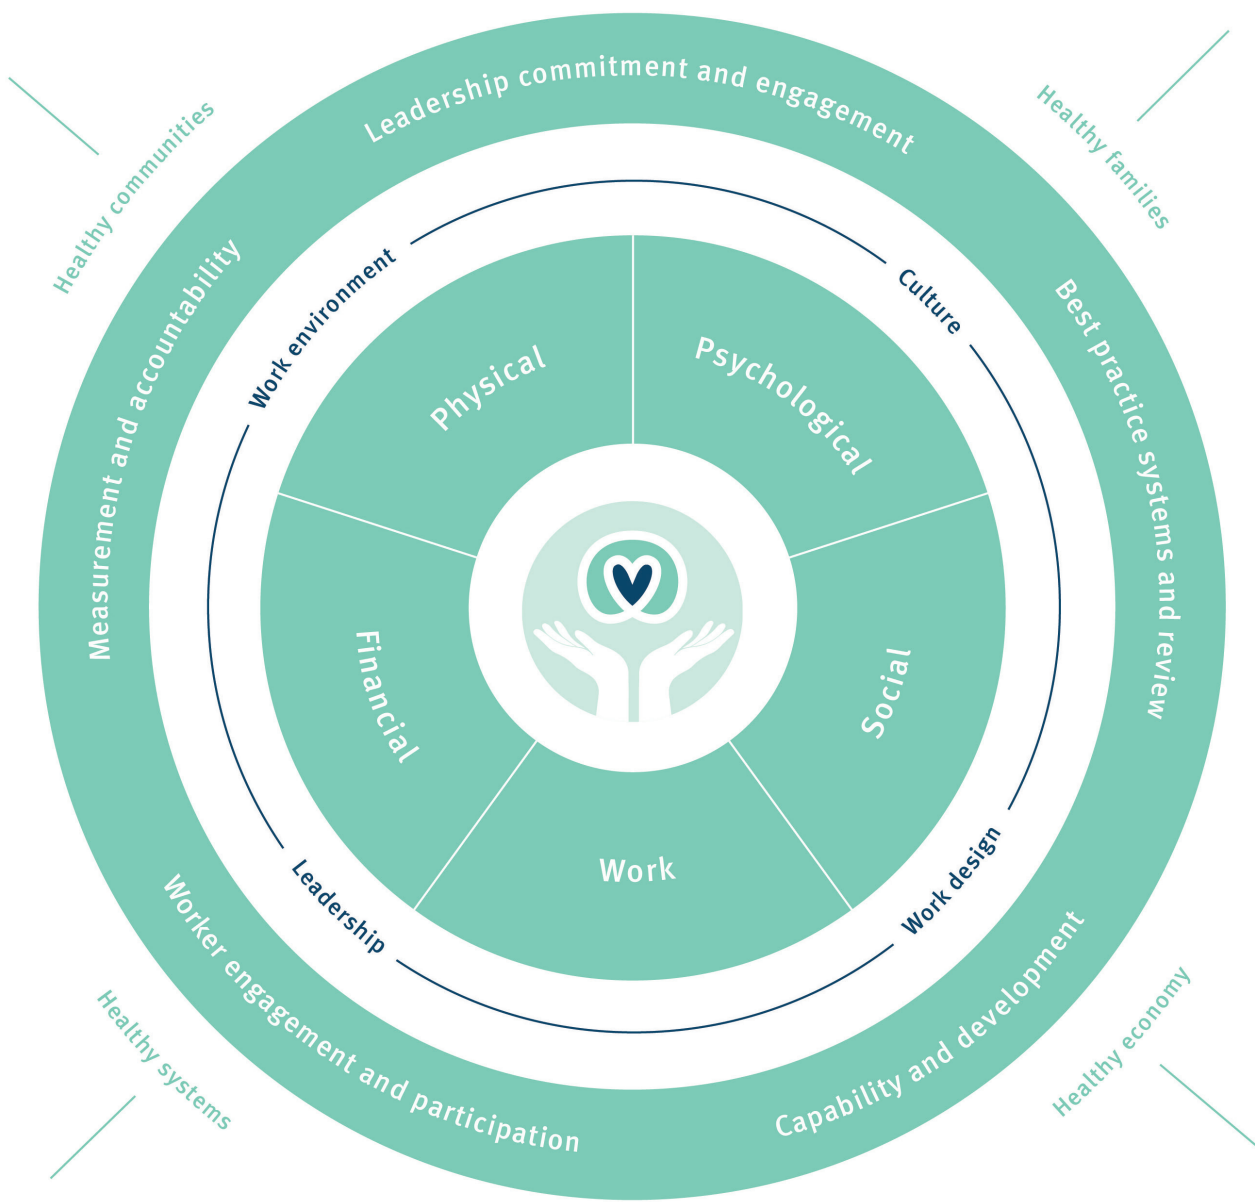 Leadership commitment and engagement
Healthy communities
Healthy families
Measurement and accountability
Best practice systems and review
Work environment
Culture
Physical
Psychological
Financial
Social
Work
Leadership
Work design
Worker engagement and participation
Capability and development
Healthy systems
Healthy economy